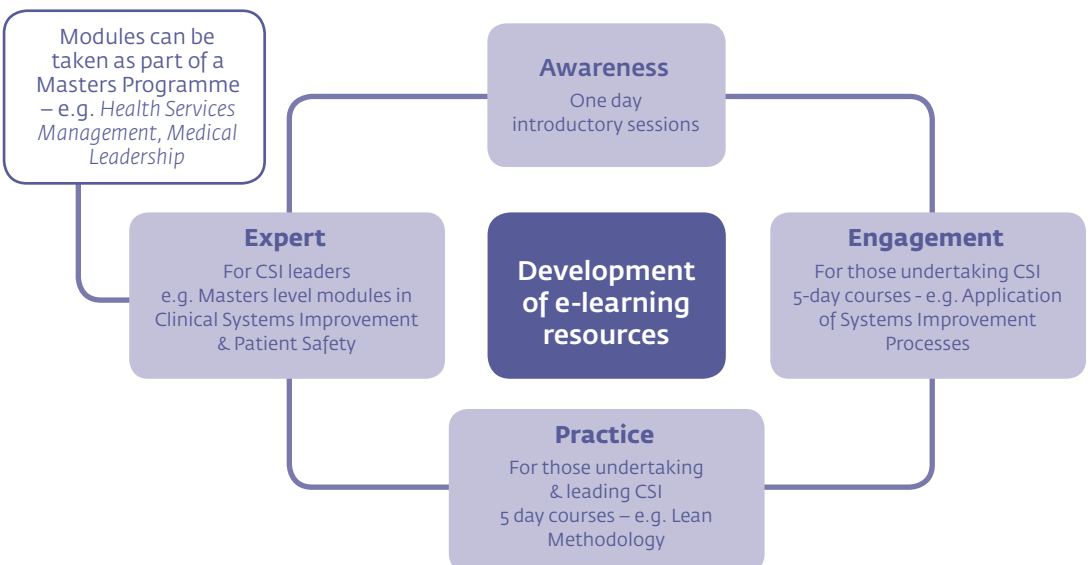 Modules can be
taken as part of a
Masters Programme
– e.g. Health Services
Management, Medical
Leadership
Awareness
One day
introductory sessions
Expert
For CSI leaders
e.g. Masters level modules in
Clinical Systems Improvement
& Patient Safety
Development
of e-learning
resources
Engagement
For those undertaking CSI
5-day courses - e.g. Application
of Systems Improvement
Processes
Practice
For those undertaking
& leading CSI
5 day courses – e.g. Lean
Methodology